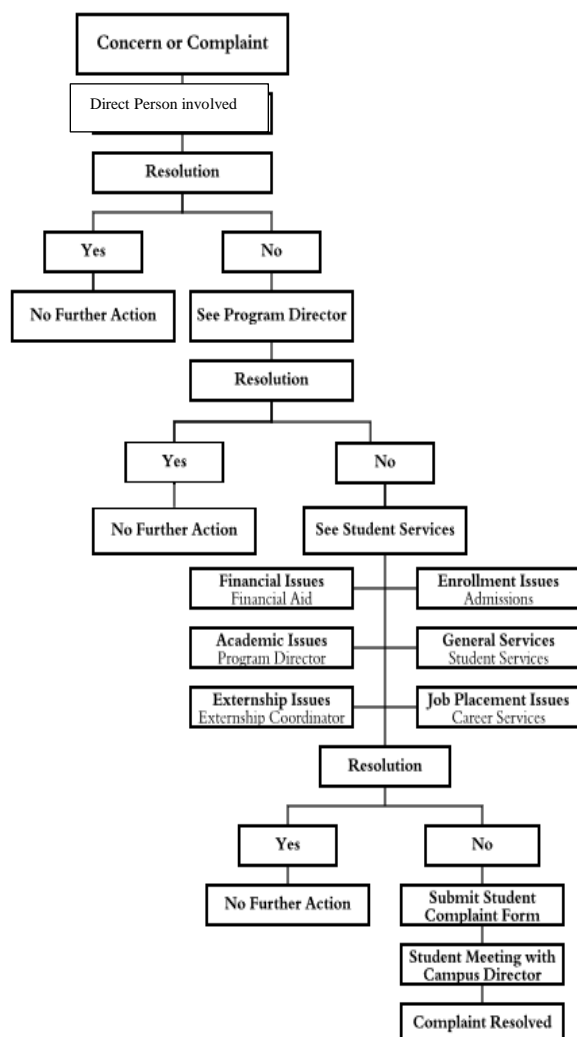 Concern or Complaint
Direct Person involved
Resolution
Yes
No
No Further Action
See Program Director
Resolution
Yes
No
No Further Action
See Student Services
Financial Issues
Financial Aid
Enrollment Issues
Admissions
Academic Issues
Program Director
General Services
Student Services
Externship Issues
Externship Coordinator
Job Placement Issues
Career Services
Resolution
Yes
No
No Further Action
Submit Student
Complaint Form
Student Meeting with
Campus Director
Complaint Resolved